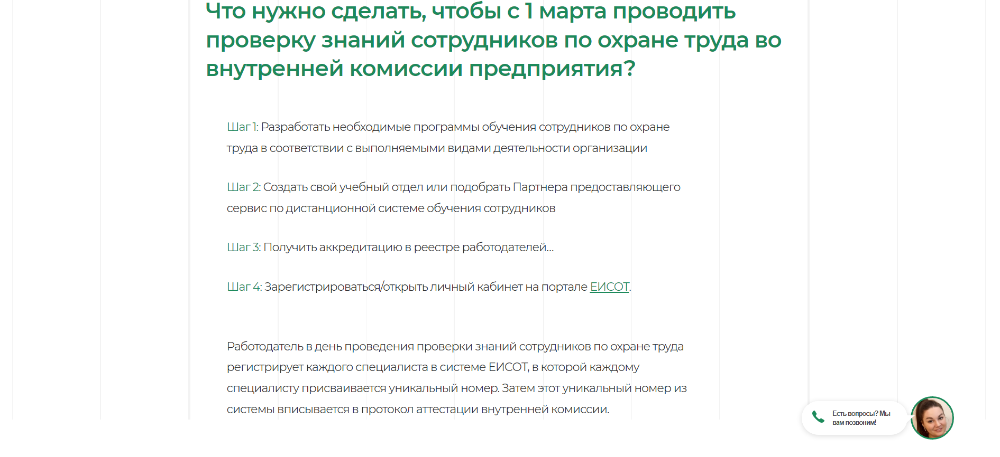 Что нужно сделать, чтобы с 1 марта проводить
проверку знаний сотрудников по охране труда во
внутренней комиссии предприятия?
Шаг 1: Разработать необходимые программы обучения сотрудников по охране
труда в соответствии с выполняемыми видами деятельности организации
Шаг 2: Создать свой учебный отдел или подобрать Партнера предоставляющего
сервис по дистанционной системе обучения сотрудников
Шаг 3: Получить аккредитацию в реестре работодателей...
Шаг 4: Зарегистрироваться/открыть личный кабинет на портале ЕИСОТ.
Работодатель в день проведения проверки знаний сотрудников по охране труда
регистрирует каждого специалиста в системе ЕИСОТ, в которой каждому
специалисту присваивается уникальный номер. Затем этот уникальный номер из
системы вписывается в протокол аттестации внутренней комиссии.
Есть вопросы? Мы
вам позвоним!